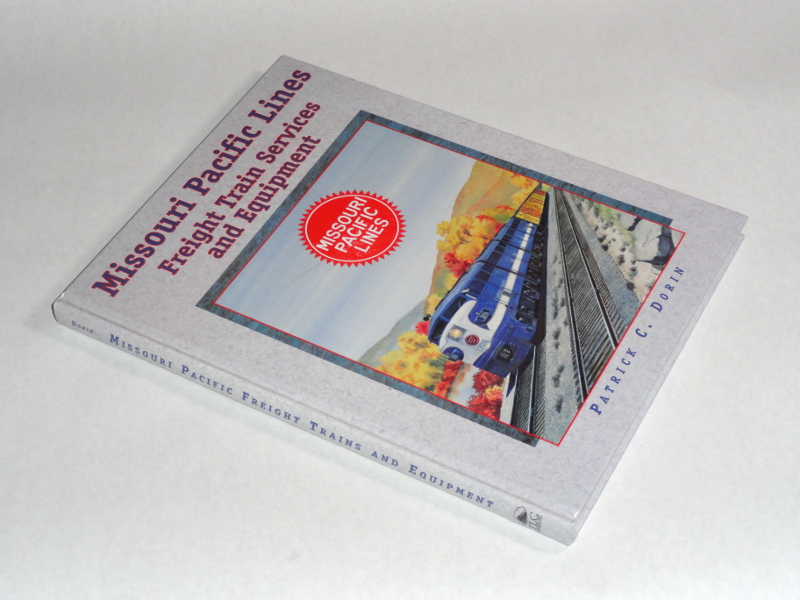 Missouri Pacific Lines
Freight Train Services
and Equipment
MISSOURI
PACIFIC
LINES
PATRICK C. DORIN
DORIN MISSOURI PACIFIC FREIGHT TRAINS AND EQUIPMENT
TLC